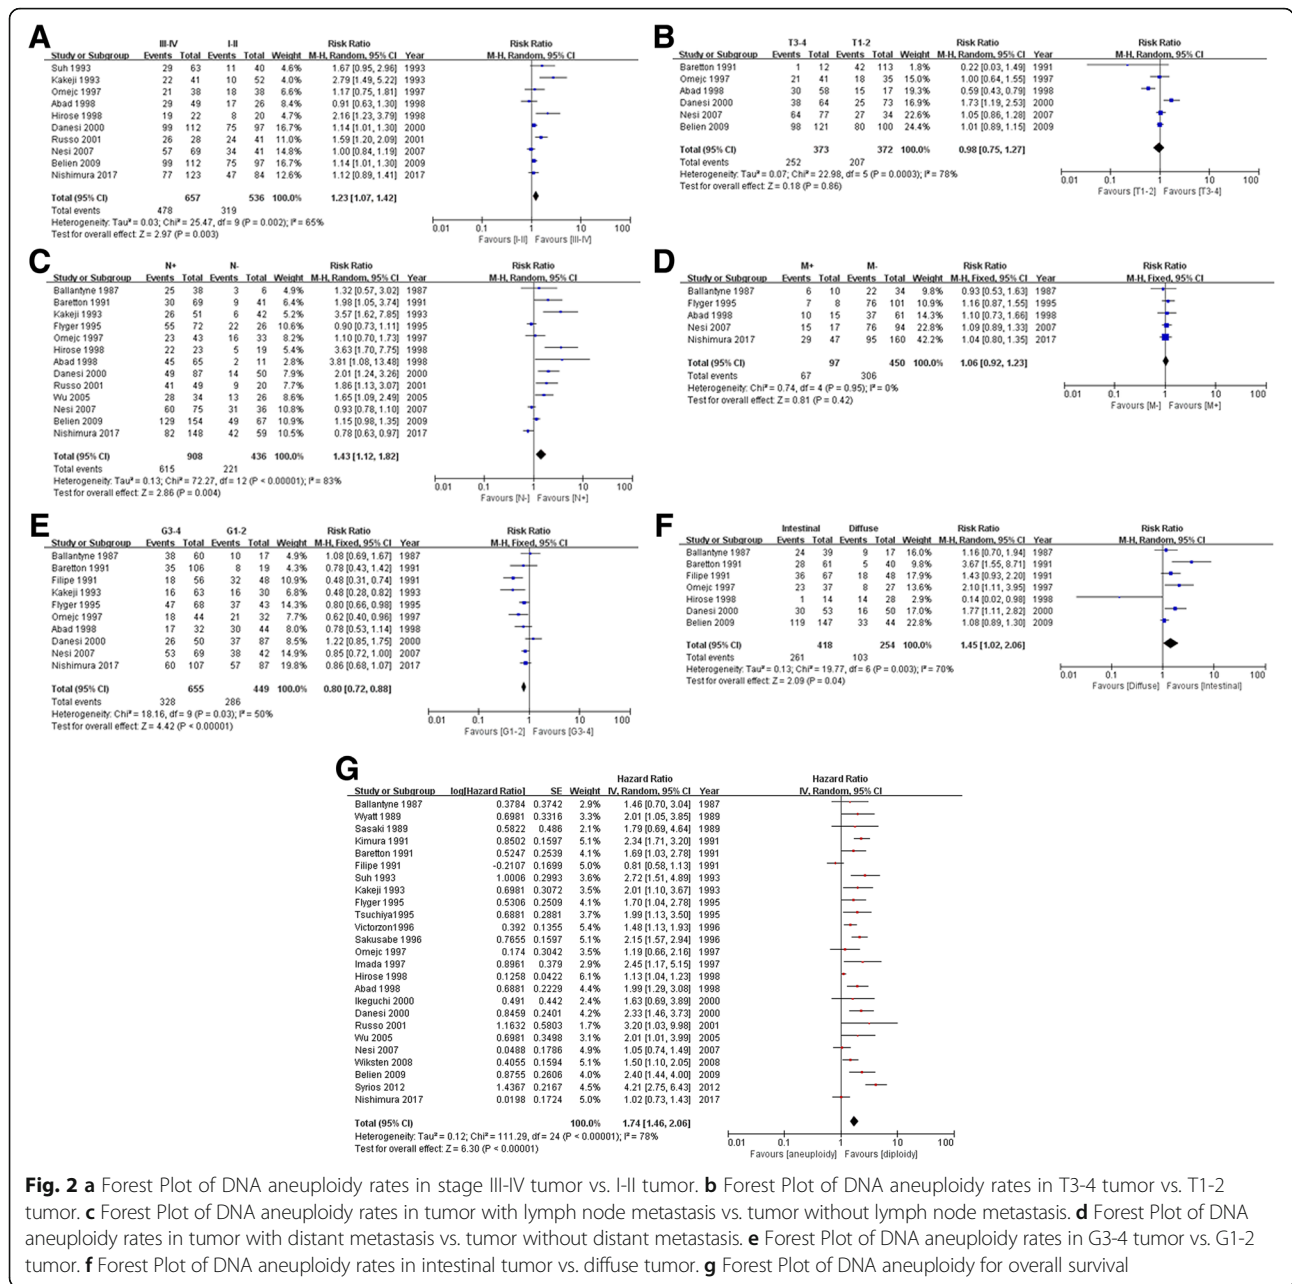 A
III-IV I-II Risk Ratio Risk Ratio
Study or Subgroup Events Total Events Total Weight M-H, Random, 95% CI Year M-H, Random, 95% CI
Suh 1993 29 63 11 40 4.6% 1.67 [0.95, 2.96] 1993
Kakeji 1993 22 41 10 52 4.0% 2.79 [1.49, 5.22] 1993
Omejc 1997 21 38 18 38 6.6% 1.17 [0.75, 1.81] 1997
Abad 1998 29 49 17 26 8.4% 0.91 [0.63, 1.30] 1998
Hirose 1998 19 22 8 20 4.9% 2.16 [1.23, 3.79] 1998
Danesi 2000 99 112 75 97 16.7% 1.14 [1.01, 1.30] 2000
Russo 2001 26 28 24 41 11.0% 1.59 [1.20, 2.09] 2001
Nesi 2007 57 69 34 41 14.8% 1.00 [0.84, 1.19] 2007
Belien 2009 99 112 75 97 16.7% 1.14 [1.01, 1.30] 2009
Nishimura 2017 77 123 47 84 12.6% 1.12 [0.89, 1.41] 2017
Total (95% CI) 657 536 100.0% 1.23 [1.07, 1.42]
Total events 478 319
Heterogeneity: Tau² = 0.03; Chi² = 25.47, df = 9 (P = 0.002); I² = 65%
Test for overall effect: Z = 2.97 (P = 0.003)
0.01 0.1 1 10 100
Favours [I-II] Favours [III-IV]
B
T3-4 T1-2 Risk Ratio Risk Ratio
Study or Subgroup Events Total Events Total Weight M-H, Random, 95% CI Year M-H, Random, 95% CI
Baretton 1991 1 12 42 113 1.8% 0.22 [0.03, 1.49] 1991
Omejc 1997 21 41 18 35 15.0% 1.00 [0.64, 1.55] 1997
Abad 1998 30 58 15 17 19.3% 0.59 [0.43, 0.79] 1998
Danesi 2000 38 64 25 73 16.9% 1.73 [1.19, 2.53] 2000
Nesi 2007 64 77 27 34 22.6% 1.05 [0.86, 1.28] 2007
Belien 2009 98 121 80 100 24.4% 1.01 [0.89, 1.15] 2009
Total (95% CI) 373 372 100.0% 0.98 [0.75, 1.27]
Total events 252 207
Heterogeneity: Tau² = 0.07; Chi² = 22.98, df = 5 (P = 0.0003); I² = 78%
Test for overall effect: Z = 0.18 (P = 0.86)
0.01 0.1 1 10 100
Favours [T1-2] Favours [T3-4]
C
N+ N- Risk Ratio Risk Ratio
Study or Subgroup Events Total Events Total Weight M-H, Random, 95% CI Year M-H, Random, 95% CI
Ballantyne 1987 25 38 3 6 4.9% 1.32 [0.57, 3.02] 1987
Baretton 1991 30 69 9 41 6.4% 1.98 [1.05, 3.74] 1991
Kakeji 1993 26 51 6 42 5.2% 3.57 [1.62, 7.85] 1993
Flyger 1995 55 72 22 26 10.2% 0.90 [0.73, 1.11] 1995
Omejc 1997 23 43 16 33 8.2% 1.10 [0.70, 1.73] 1997
Hirose 1998 22 23 5 19 5.4% 3.63 [1.70, 7.75] 1998
Abad 1998 45 65 2 11 2.8% 3.81 [1.08, 13.48] 1998
Danesi 2000 49 87 14 50 7.9% 2.01 [1.24, 3.26] 2000
Russo 2001 41 49 9 20 7.7% 1.86 [1.13, 3.07] 2001
Wu 2005 28 34 13 26 8.6% 1.65 [1.09, 2.49] 2005
Nesi 2007 60 75 31 36 10.8% 0.93 [0.78, 1.10] 2007
Belien 2009 129 154 49 67 10.9% 1.15 [0.98, 1.35] 2009
Nishimura 2017 82 148 42 59 10.5% 0.78 [0.63, 0.97] 2017
Total (95% CI) 908 436 100.0% 1.43 [1.12, 1.82]
Total events 615 221
Heterogeneity: Tau² = 0.13; Chi² = 72.27, df = 12 (P < 0.00001); I² = 83%
Test for overall effect: Z = 2.86 (P = 0.004)
0.01 0.1 1 10 100
Favours [N-] Favours [N+]
D
M+ M- Risk Ratio Risk Ratio
Study or Subgroup Events Total Events Total Weight M-H, Fixed, 95% CI Year M-H, Fixed, 95% CI
Ballantyne 1987 6 10 22 34 9.8% 0.93 [0.53, 1.63] 1987
Flyger 1995 7 8 76 101 10.9% 1.16 [0.87, 1.55] 1995
Abad 1998 10 15 37 61 14.3% 1.10 [0.73, 1.66] 1998
Nesi 2007 15 17 76 94 22.8% 1.09 [0.89, 1.33] 2007
Nishimura 2017 29 47 95 160 42.2% 1.04 [0.80, 1.35] 2017
Total (95% CI) 97 450 100.0% 1.06 [0.92, 1.23]
Total events 67 306
Heterogeneity: Chi² = 0.74, df = 4 (P = 0.95); I² = 0%
Test for overall effect: Z = 0.81 (P = 0.42)
0.01 0.1 1 10 100
Favours [M-] Favours [M+]
E
G3-4 G1-2 Risk Ratio Risk Ratio
Study or Subgroup Events Total Events Total Weight M-H, Fixed, 95% CI Year M-H, Fixed, 95% CI
Ballantyne 1987 38 60 10 17 4.9% 1.08 [0.69, 1.67] 1987
Baretton 1991 35 106 8 19 4.3% 0.78 [0.43, 1.42] 1991
Filipe 1991 18 56 32 48 10.9% 0.48 [0.31, 0.74] 1991
Kakeji 1993 16 63 16 30 6.9% 0.48 [0.28, 0.82] 1993
Flyger 1995 47 68 37 43 14.3% 0.80 [0.66, 0.98] 1995
Omejc 1997 18 44 21 32 7.7% 0.62 [0.40, 0.96] 1997
Abad 1998 17 32 30 44 8.0% 0.78 [0.53, 1.14] 1998
Danesi 2000 26 50 37 87 8.5% 1.22 [0.85, 1.75] 2000
Nesi 2007 53 69 38 42 14.9% 0.85 [0.72, 1.00] 2007
Nishimura 2017 60 107 57 87 19.8% 0.86 [0.68, 1.07] 2017
Total (95% CI) 655 449 100.0% 0.80 [0.72, 0.88]
Total events 328 286
Heterogeneity: Chi² = 18.16, df = 9 (P = 0.03); I² = 50%
Test for overall effect: Z = 4.42 (P < 0.00001)
0.01 0.1 1 10 100
Favours [G1-2] Favours [G3-4]
F
Intestinal Diffuse Risk Ratio Risk Ratio
Study or Subgroup Events Total Events Total Weight M-H, Random, 95% CI Year M-H, Random, 95% CI
Ballantyne 1987 24 39 9 17 16.0% 1.16 [0.70, 1.94] 1987
Baretton 1991 28 61 5 40 9.1% 3.67 [1.55, 8.71] 1991
Filipe 1991 36 67 18 48 17.9% 1.43 [0.93, 2.20] 1991
Omejc 1997 23 37 8 27 14.0% 2.10 [1.11, 3.95] 1997
Hirose 1998 1 14 14 28 2.9% 0.14 [0.02, 0.98] 1998
Danesi 2000 30 53 16 50 17.2% 1.77 [1.11, 2.82] 2000
Belien 2009 119 147 33 44 22.8% 1.08 [0.89, 1.30] 2009
Total (95% CI) 418 254 100.0% 1.45 [1.02, 2.06]
Total events 261 103
Heterogeneity: Tau² = 0.13; Chi² = 19.77, df = 6 (P = 0.003); I² = 70%
Test for overall effect: Z = 2.09 (P = 0.04)
0.01 0.1 1 10 100
Favours [Diffuse] Favours [Intestinal]
G
Hazard Ratio Hazard Ratio
Study or Subgroup log[Hazard Ratio] SE Weight IV, Random, 95% CI Year IV, Random, 95% CI
Ballantyne 1987 0.3784 0.3742 2.9% 1.46 [0.70, 3.04] 1987
Wyatt 1989 0.6981 0.3316 3.3% 2.01 [1.05, 3.85] 1989
Sasaki 1989 0.5822 0.486 2.1% 1.79 [0.69, 4.64] 1989
Kimura 1991 0.8502 0.1597 5.1% 2.34 [1.71, 3.20] 1991
Baretton 1991 0.5247 0.2539 4.1% 1.69 [1.03, 2.78] 1991
Filipe 1991 -0.2107 0.1699 5.0% 0.81 [0.58, 1.13] 1991
Suh 1993 1.0006 0.2993 3.6% 2.72 [1.51, 4.89] 1993
Kakeji 1993 0.6981 0.3072 3.5% 2.01 [1.10, 3.67] 1993
Flyger 1995 0.5306 0.2509 4.1% 1.70 [1.04, 2.78] 1995
Tsuchiya1995 0.6881 0.2881 3.7% 1.99 [1.13, 3.50] 1995
Victorzon1996 0.392 0.1355 5.4% 1.48 [1.13, 1.93] 1996
Sakusabe 1996 0.7655 0.1597 5.1% 2.15 [1.57, 2.94] 1996
Omejc 1997 0.174 0.3042 3.5% 1.19 [0.66, 2.16] 1997
Imada 1997 0.8961 0.379 2.9% 2.45 [1.17, 5.15] 1997
Hirose 1998 0.1258 0.0422 6.1% 1.13 [1.04, 1.23] 1998
Abad 1998 0.6881 0.2229 4.4% 1.99 [1.29, 3.08] 1998
Ikeguchi 2000 0.491 0.442 2.4% 1.63 [0.69, 3.89] 2000
Danesi 2000 0.8459 0.2401 4.2% 2.33 [1.46, 3.73] 2000
Russo 2001 1.1632 0.5803 1.7% 3.20 [1.03, 9.98] 2001
Wu 2005 0.6981 0.3498 3.1% 2.01 [1.01, 3.99] 2005
Nesi 2007 0.0488 0.1786 4.9% 1.05 [0.74, 1.49] 2007
Wiksten 2008 0.4055 0.1594 5.1% 1.50 [1.10, 2.05] 2008
Belien 2009 0.8755 0.2606 4.0% 2.40 [1.44, 4.00] 2009
Syrios 2012 1.4367 0.2167 4.5% 4.21 [2.75, 6.43] 2012
Nishimura 2017 0.0198 0.1724 5.0% 1.02 [0.73, 1.43] 2017
Total (95% CI) 100.0% 1.74 [1.46, 2.06]
Heterogeneity: Tau² = 0.12; Chi² = 111.29, df = 24 (P < 0.00001); I² = 78%
Test for overall effect: Z = 6.30 (P < 0.00001)
0.01 0.1 1 10 100
Favours [aneuploidy] Favours [diploidy]
Fig. 2 a Forest Plot of DNA aneuploidy rates in stage III-IV tumor vs. I-II tumor. b Forest Plot of DNA aneuploidy rates in T3-4 tumor vs. T1-2
tumor. c Forest Plot of DNA aneuploidy rates in tumor with lymph node metastasis vs. tumor without lymph node metastasis. d Forest Plot of DNA
aneuploidy rates in tumor with distant metastasis vs. tumor without distant metastasis. e Forest Plot of DNA aneuploidy rates in G3-4 tumor vs. G1-2
tumor. f Forest Plot of DNA aneuploidy rates in intestinal tumor vs. diffuse tumor. g Forest Plot of DNA aneuploidy for overall survival